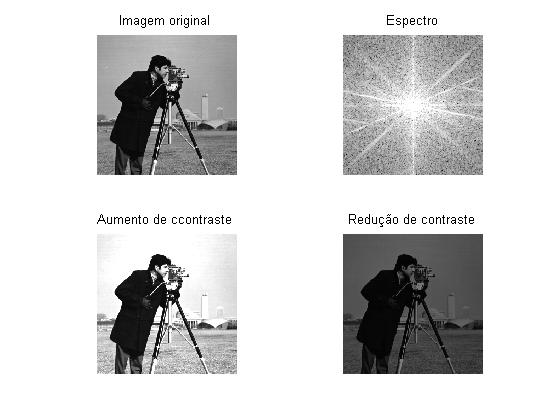 Imagem original
Espectro
Aumento de ccontraste
Redução de contraste